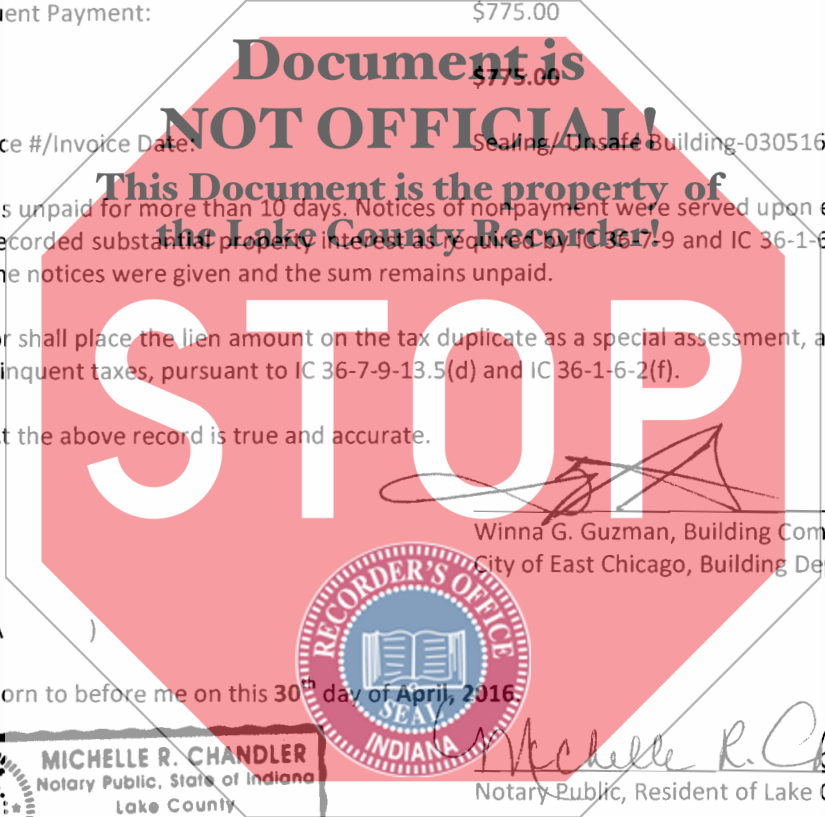 ent Payment: $775.00
Document is
$775.00
NOT OFFICIAL!
ce #/Invoice Date: Sealing/ Unsafe Building-030516
This Document is the property of
s unpaid for more than 10 days. Notices of nonpayment were served upon e
the Lake County Recorder!
ecorded substantial property interest as required by IC 36-7-9 and IC 36-1-6
e notices were given and the sum remains unpaid.
STOP
r shall place the lien amount on the tax duplicate as a special assessment, a
inquent taxes, pursuant to IC 36-7-9-13.5(d) and IC 36-1-6-2(f).
t the above record is true and accurate.
Winna G. Guzman, Building Com
City of East Chicago, Building De
RECORDER'S OFFICE
)
orn to before me on this 30th day of April, 2016.
SEAL
INDIANA
Michelle R. Ch
MICHELLE R. CHANDLER
Notary Public, State of Indiana
Lake County
Notary Public, Resident of Lake C